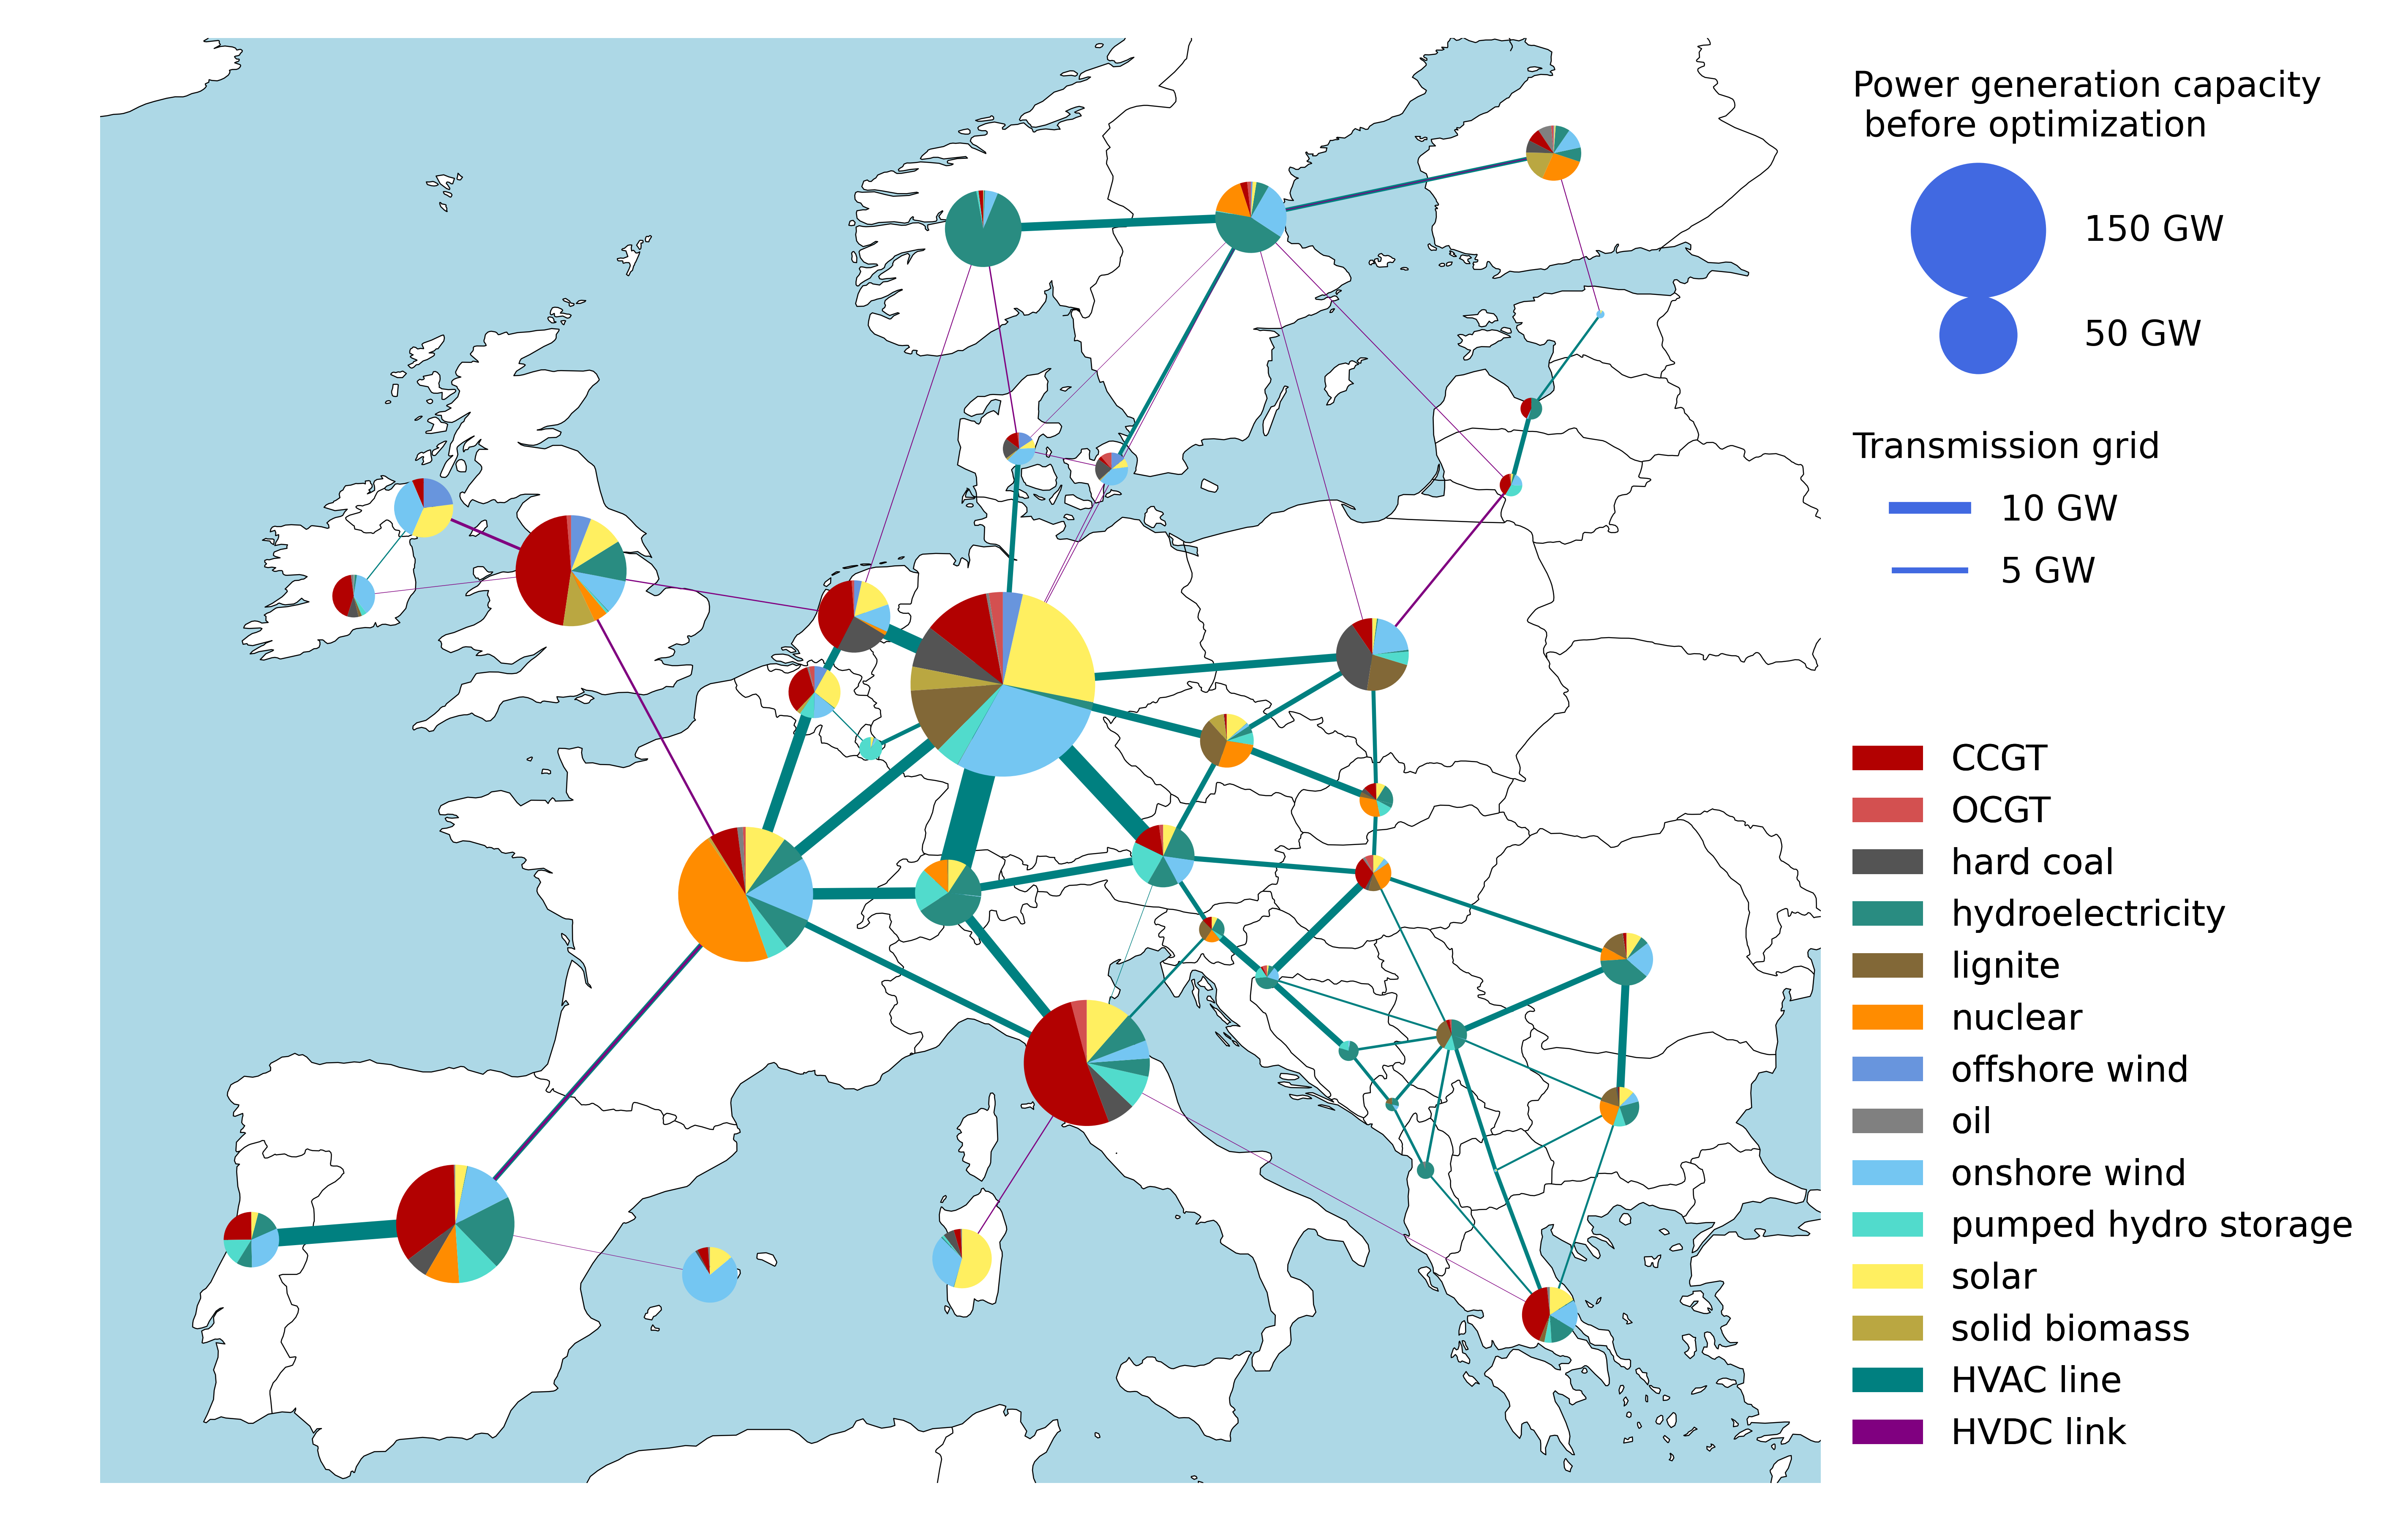 Power generation capacity
before optimization
150 GW
50 GW
Transmission grid
10 GW
5 GW
CCGT
OCGT
hard coal
hydroelectricity
lignite
nuclear
offshore wind
oil
onshore wind
pumped hydro storage
solar
solid biomass
HVAC line
HVDC link